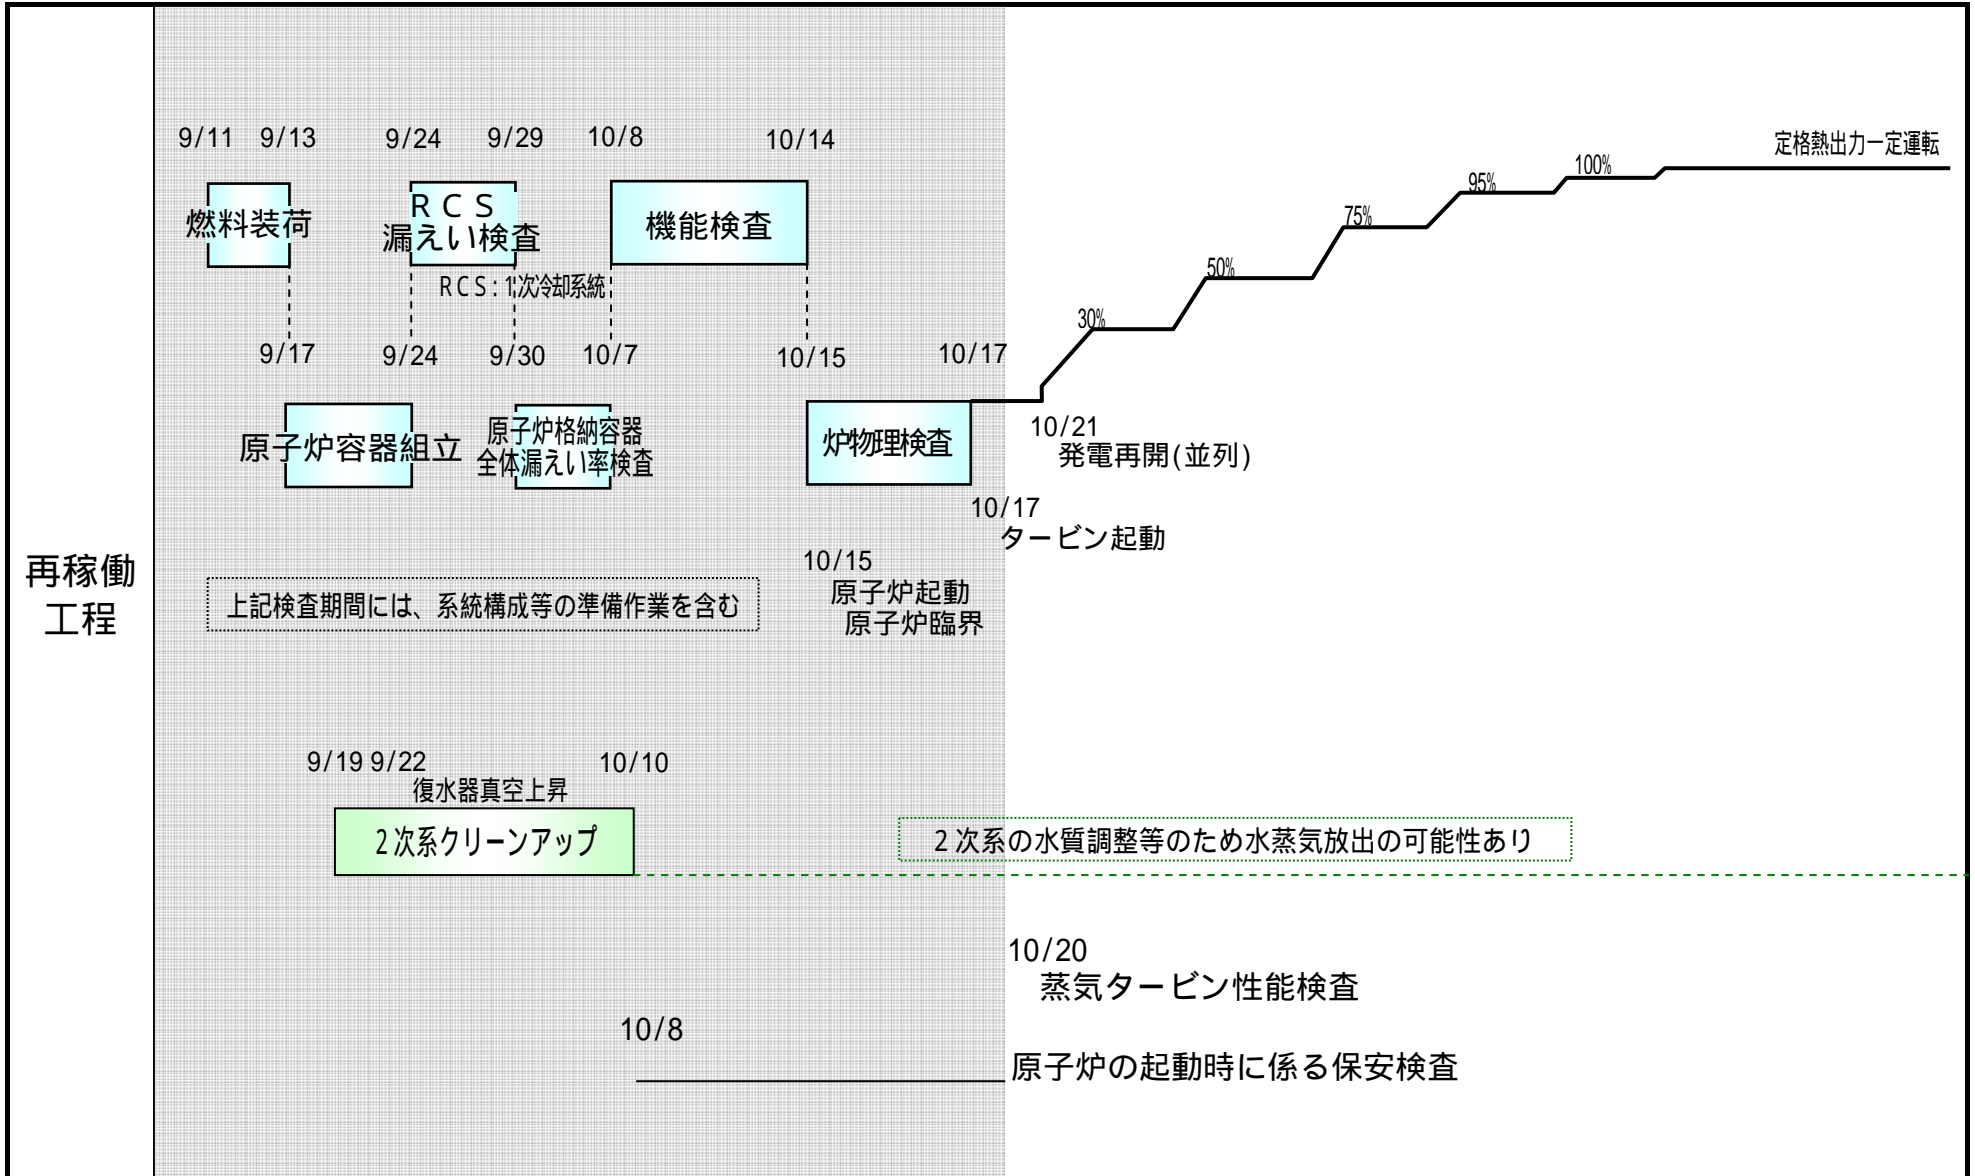 再稼働
工程
9/11 9/13 9/24 9/29 10/8 10/14
燃料装荷
ＲＣＳ
漏えい検査
機能検査
ＲＣＳ：1次冷却系統
9/17 9/24 9/30 10/7 10/15 10/17
原子炉容器組立
原子炉格納容器
全体漏えい率検査
炉物理検査
30%
50%
75%
95%
100%
定格熱出力一定運転
10/21
発電再開(並列)
10/17
タービン起動
10/15
原子炉起動
原子炉臨界
上記検査期間には、系統構成等の準備作業を含む
9/19 9/22 10/10
復水器真空上昇
２次系クリーンアップ
２次系の水質調整等のため水蒸気放出の可能性あり
10/20
蒸気タービン性能検査
10/8
原子炉の起動時に係る保安検査